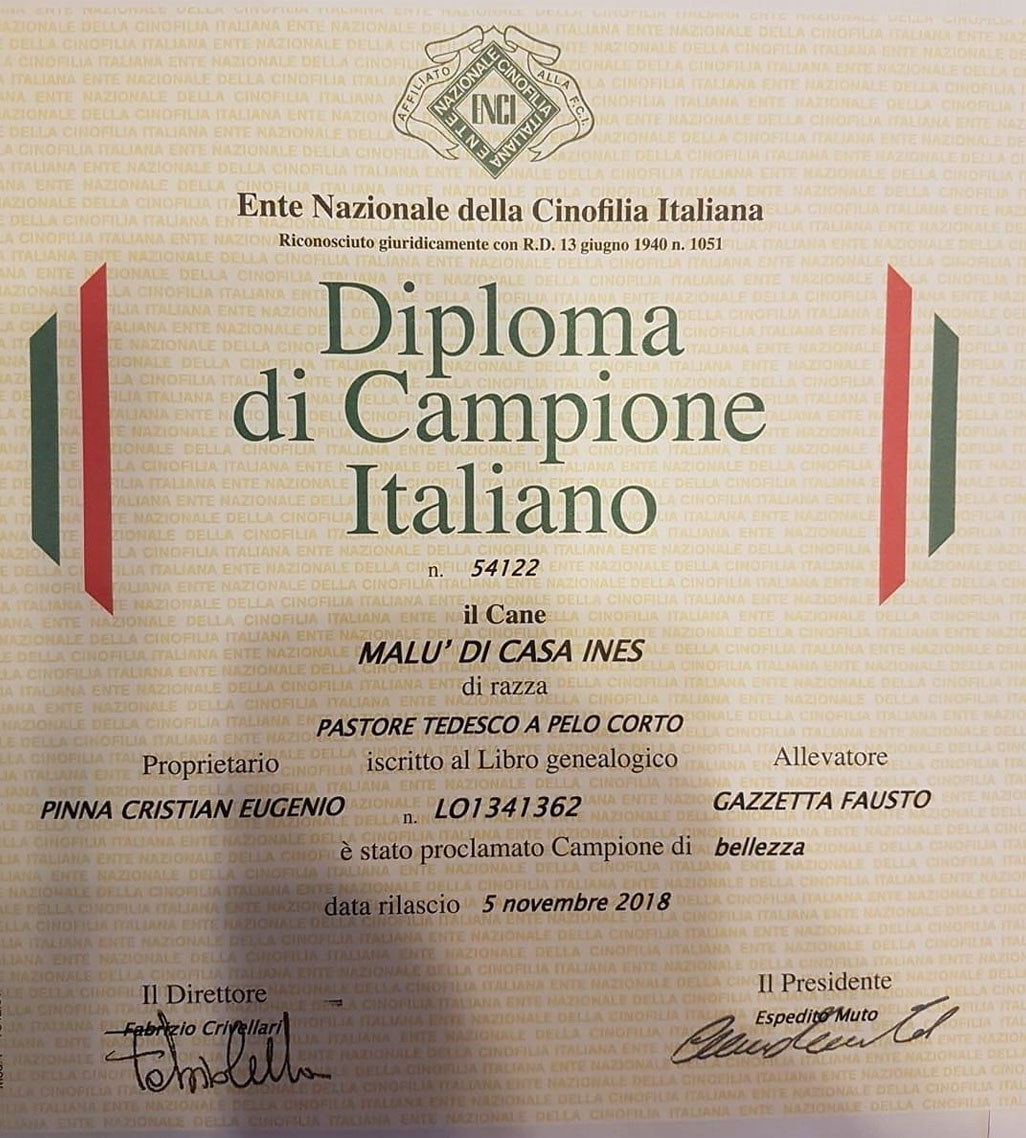 AFFILIATO ALLA F.C.I.
ENTE NAZIONALE CINOFILIA ITALIANA
ENCI
Ente Nazionale della Cinofilia Italiana
Riconosciuto giuridicamente con R.D. 13 giugno 1940 n. 1051
Diploma
di Campione
Italiano
n. 54122
il Cane
MALU' DI CASA INES
di razza
PASTORE TEDESCO A PELO CORTO
Proprietario iscritto al Libro genealogico Allevatore
PINNA CRISTIAN EUGENIO n. LO1341362 GAZZETTA FAUSTO
è stato proclamato Campione di bellezza
data rilascio 5 novembre 2018
Il Direttore Il Presidente
Fabrizio Crivellari Espedito Muto